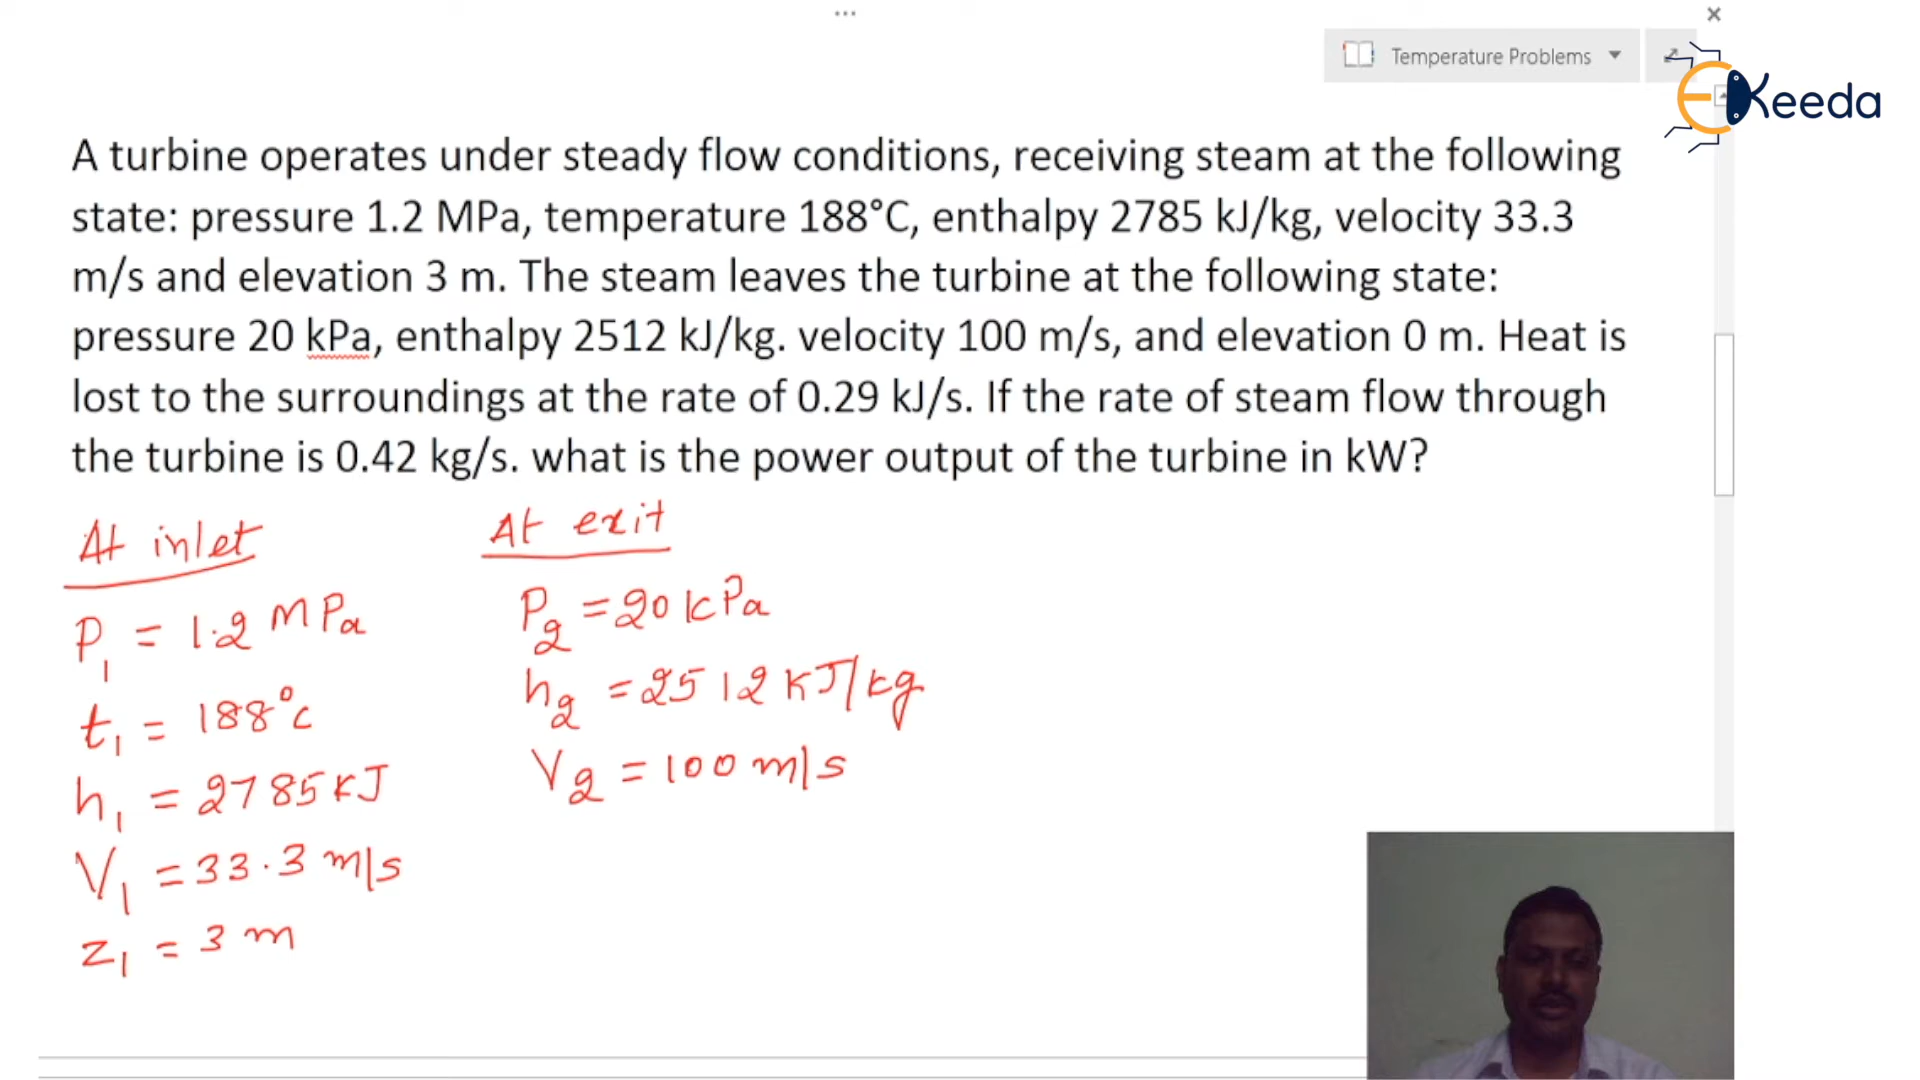 ...
Temperature Problems
EKeeda
A turbine operates under steady flow conditions, receiving steam at the following
state: pressure 1.2 MPa, temperature 188°C, enthalpy 2785 kJ/kg, velocity 33.3
m/s and elevation 3 m. The steam leaves the turbine at the following state:
pressure 20 kPa, enthalpy 2512 kJ/kg. velocity 100 m/s, and elevation 0 m. Heat is
lost to the surroundings at the rate of 0.29 kJ/s. If the rate of steam flow through
the turbine is 0.42 kg/s. what is the power output of the turbine in kW?
At inlet
P₁ = 1.2 MPa
t₁ = 188°c
h₁ = 2785 KJ
V₁ = 33.3 m/s
z₁ = 3 m
At exit
P₂ = 20 kPa
h₂ = 2512 KJ/kg
V₂ = 100 m/s